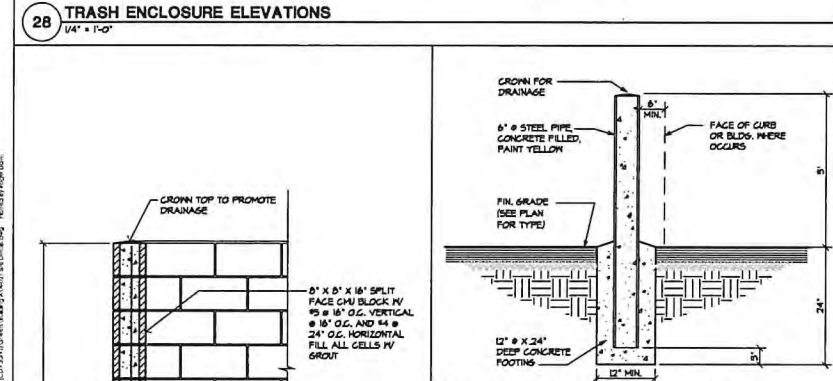 28
TRASH ENCLOSURE ELEVATIONS
1/4" = 1'-0"
CROWN TOP TO PROMOTE
DRAINAGE
8" X 8" X 16" SPLIT
FACE CMU BLOCK W/
#5 @ 16" O.C. VERTICAL
@ 16" O.C. AND #4 @
24" O.C. HORIZONTAL
FILL ALL CELLS W/
GROUT
CROWN FOR
DRAINAGE
6" Ø STEEL PIPE,
CONCRETE FILLED,
PAINT YELLOW
6"
MIN.
FACE OF CURB
OR BLDG. WHERE
OCCURS
FIN. GRADE
(SEE PLAN
FOR TYPE)
5'
24"
12" Ø X 24"
DEEP CONCRETE
FOOTING
12" MIN.